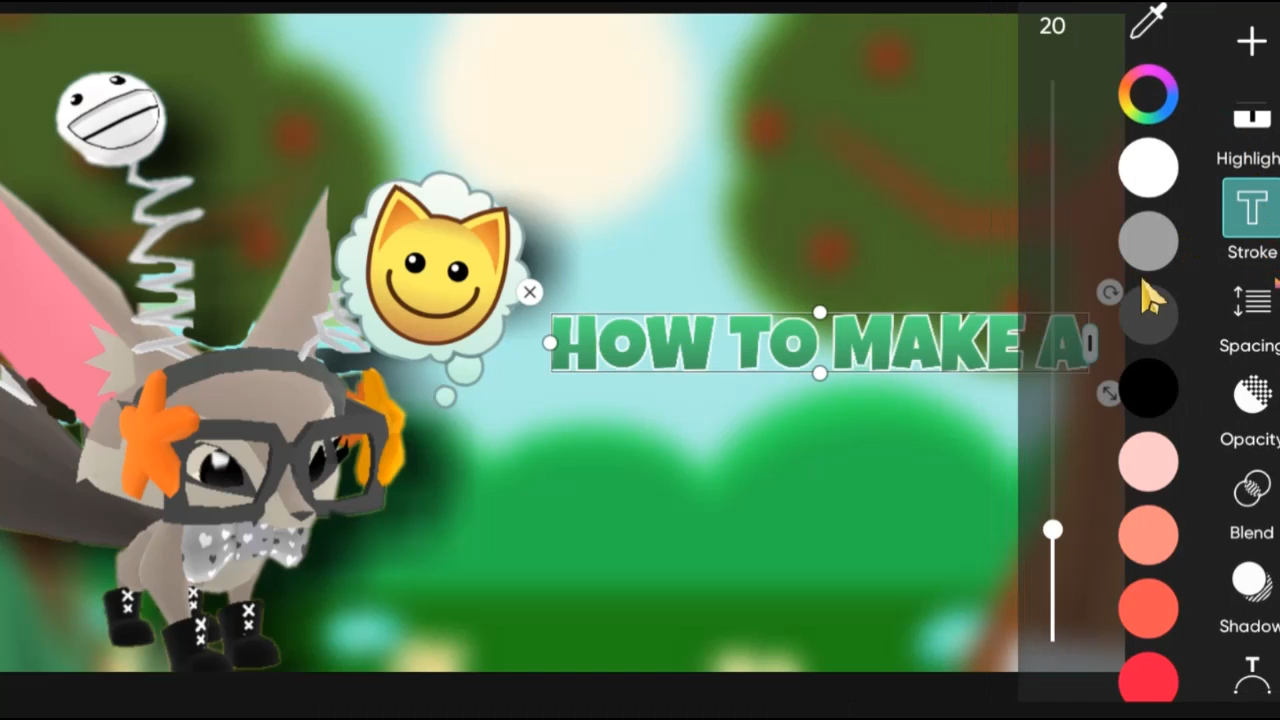 20
Highligh
HOW TO MAKE A
Stroke
Spacing
Opacity
Blend
Shadow
T